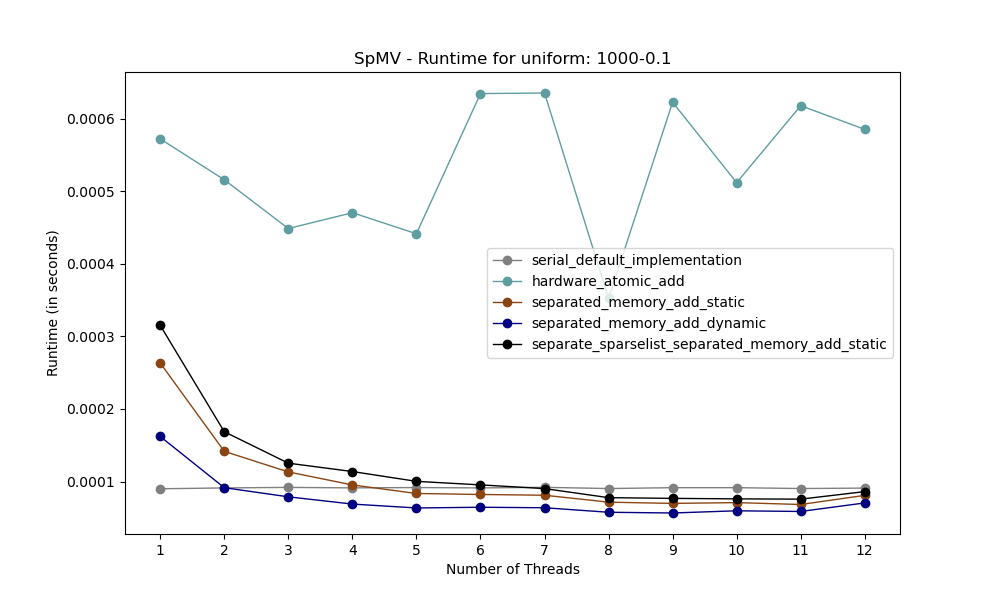 SpMV - Runtime for uniform: 1000-0.1
0.0006
0.0005
0.0004
0.0003
0.0002
0.0001
Runtime (in seconds)
serial_default_implementation
hardware_atomic_add
separated_memory_add_static
separated_memory_add_dynamic
separate_sparselist_separated_memory_add_static
1 2 3 4 5 6 7 8 9 10 11 12
Number of Threads